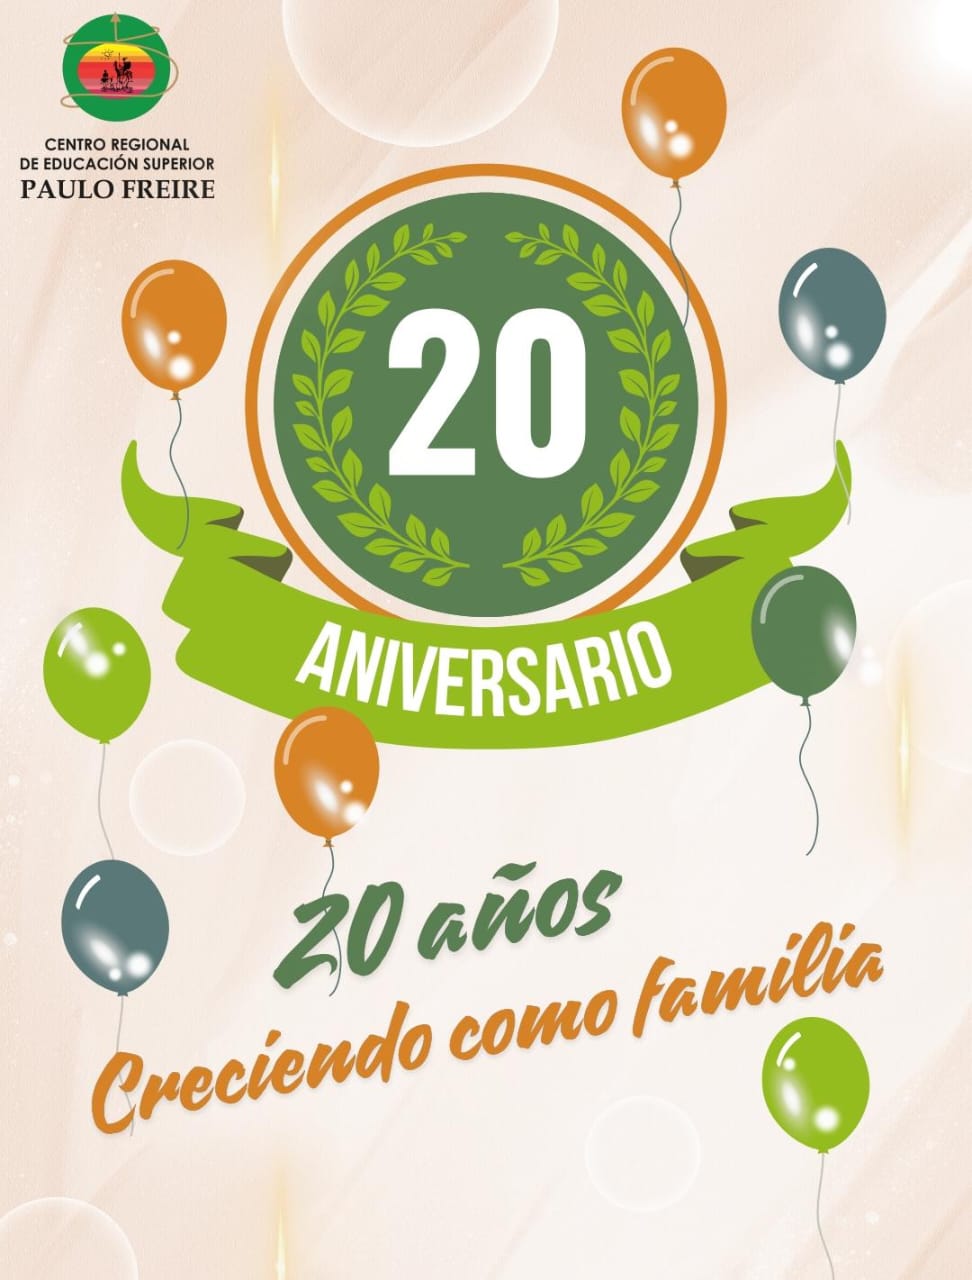 CENTRO REGIONAL
DE EDUCACIÓN SUPERIOR
PAULO FREIRE
20
ANIVERSARIO
20 años
Creciendo como familia